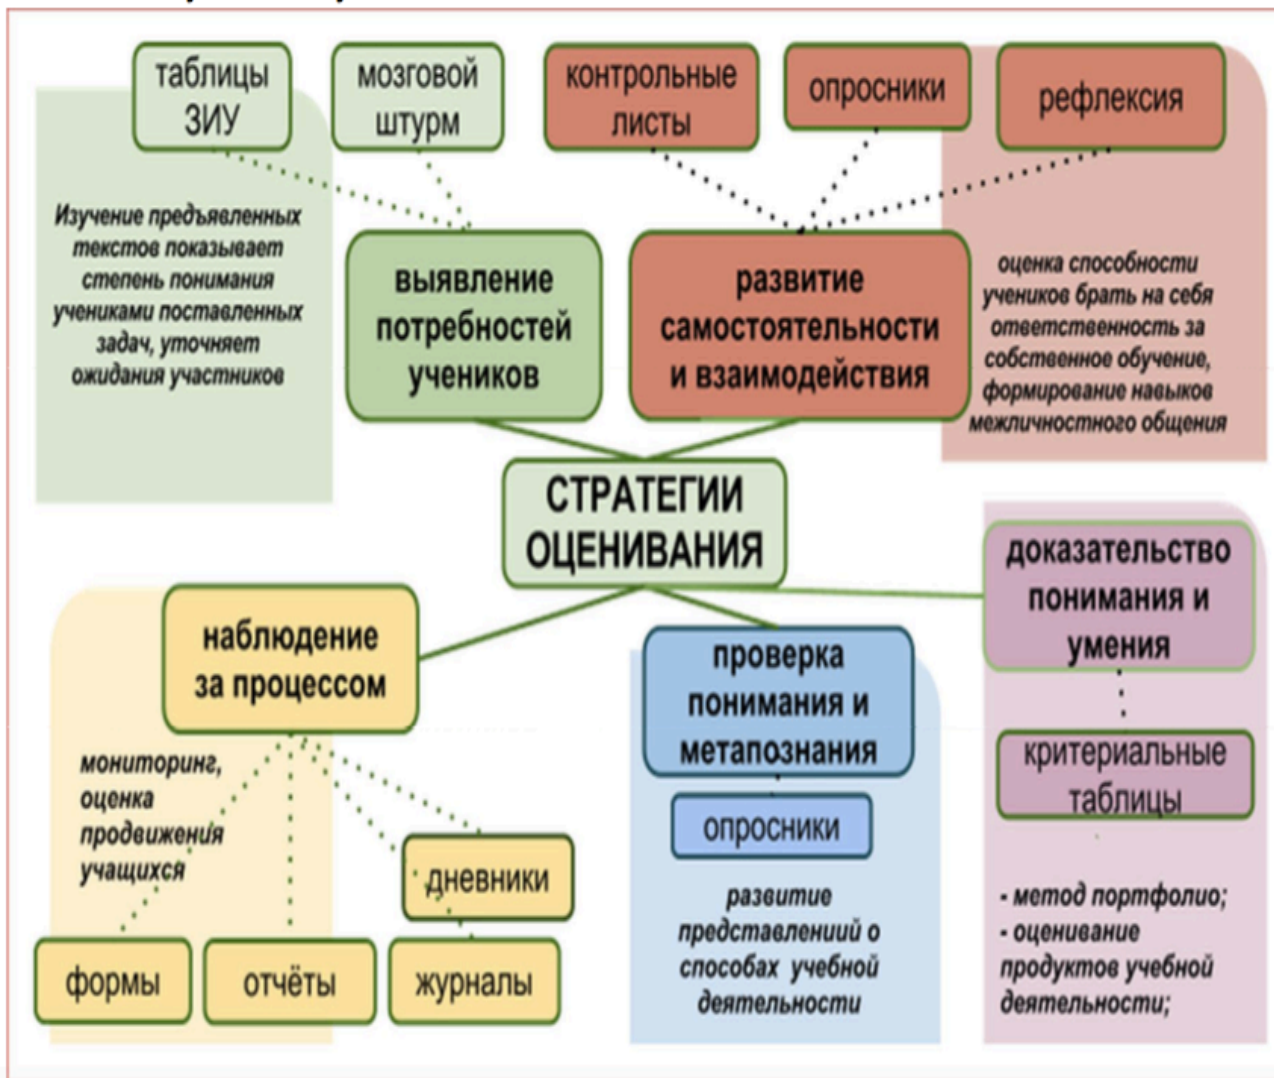 таблицы
ЗИУ
мозговой
штурм
контрольные
листы
опросники
рефлексия
Изучение предъявленных
текстов показывает
степень понимания
учениками поставленных
задач, уточняет
ожидания участников
выявление
потребностей
учеников
развитие
самостоятельности
и взаимодействия
оценка способности
учеников брать на себя
ответственность за
собственное обучение,
формирование навыков
межличностного общения
СТРАТЕГИИ
ОЦЕНИВАНИЯ
наблюдение
за процессом
мониторинг,
оценка
продвижения
учащихся
дневники
формы
отчёты
журналы
проверка
понимания и
метапознания
опросники
развитие
представлениий о
способах учебной
деятельности
доказательство
понимания и
умения
критериальные
таблицы
- метод портфолио;
- оценивание
продуктов учебной
деятельности;